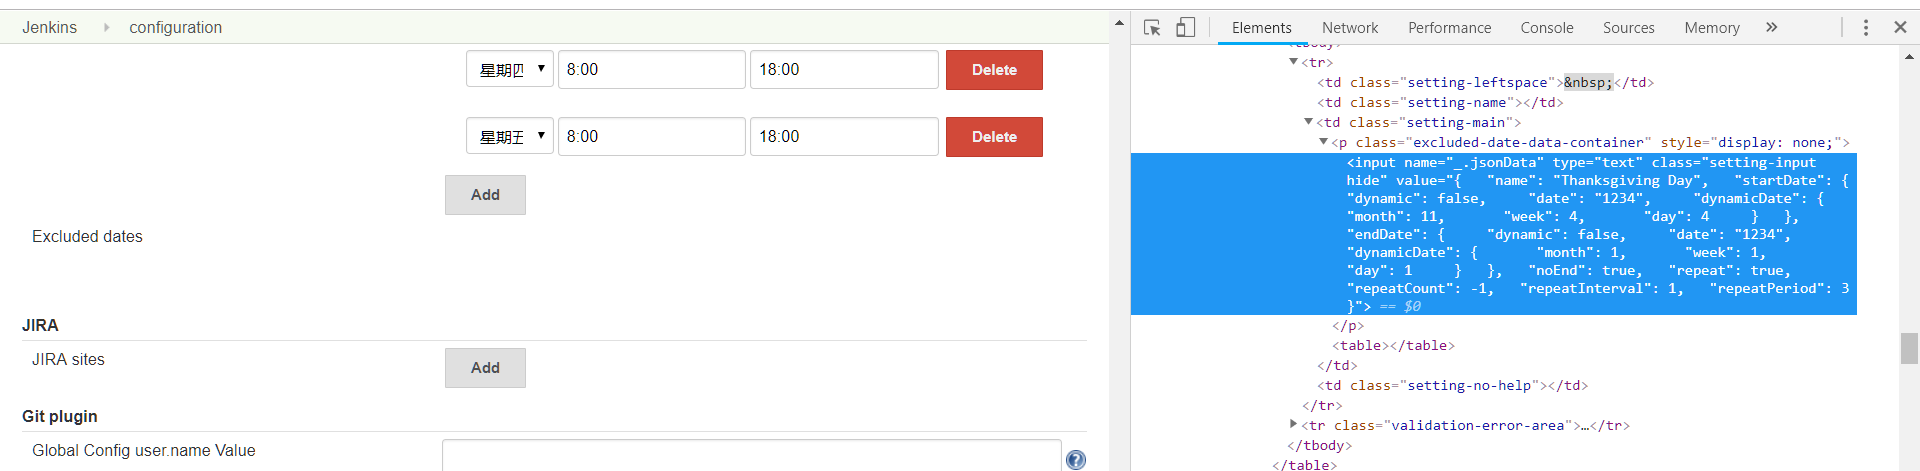 Jenkins configuration
星期四 8:00 18:00 Delete
星期五 8:00 18:00 Delete
Add
Excluded dates
JIRA
JIRA sites Add
Git plugin
Global Config user.name Value
Elements Network Performance Console Sources Memory »
<tbody>
<tr>
<td class="setting-leftspace">&nbsp;</td>
<td class="setting-name"></td>
<td class="setting-main">
<p class="excluded-date-data-container" style="display: none;">
<input name="_.jsonData" type="text" class="setting-input
hide" value="{   "name": "Thanksgiving Day",   "startDate": {
"dynamic": false,     "date": "1234",     "dynamicDate": {
"month": 11,       "week": 4,       "day": 4     }   },
"endDate": {     "dynamic": false,     "date": "1234",
"dynamicDate": {       "month": 1,       "week": 1,
"day": 1     }   },   "noEnd": true,   "repeat": true,
"repeatCount": -1,   "repeatInterval": 1,   "repeatPeriod": 3
}"> == $0
</p>
<table></table>
</td>
<td class="setting-no-help"></td>
</tr>
<tr class="validation-error-area">…</tr>
</tbody>
</table>